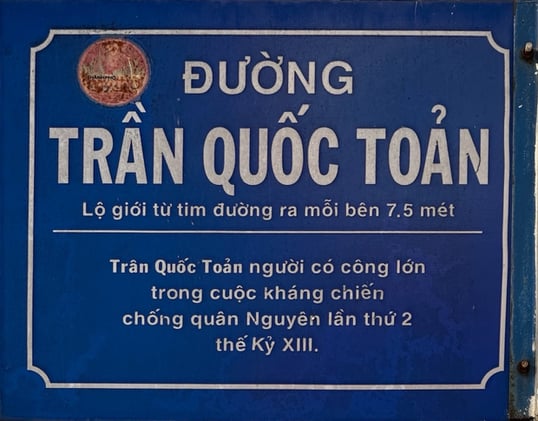 ĐƯỜNG
TRẦN QUỐC TOẢN
Lộ giới từ tim đường ra mỗi bên 7.5 mét
Trân Quốc Toản người có công lớn
trong cuộc kháng chiến
chống quân Nguyên lần thứ 2
thế Kỷ XIII.